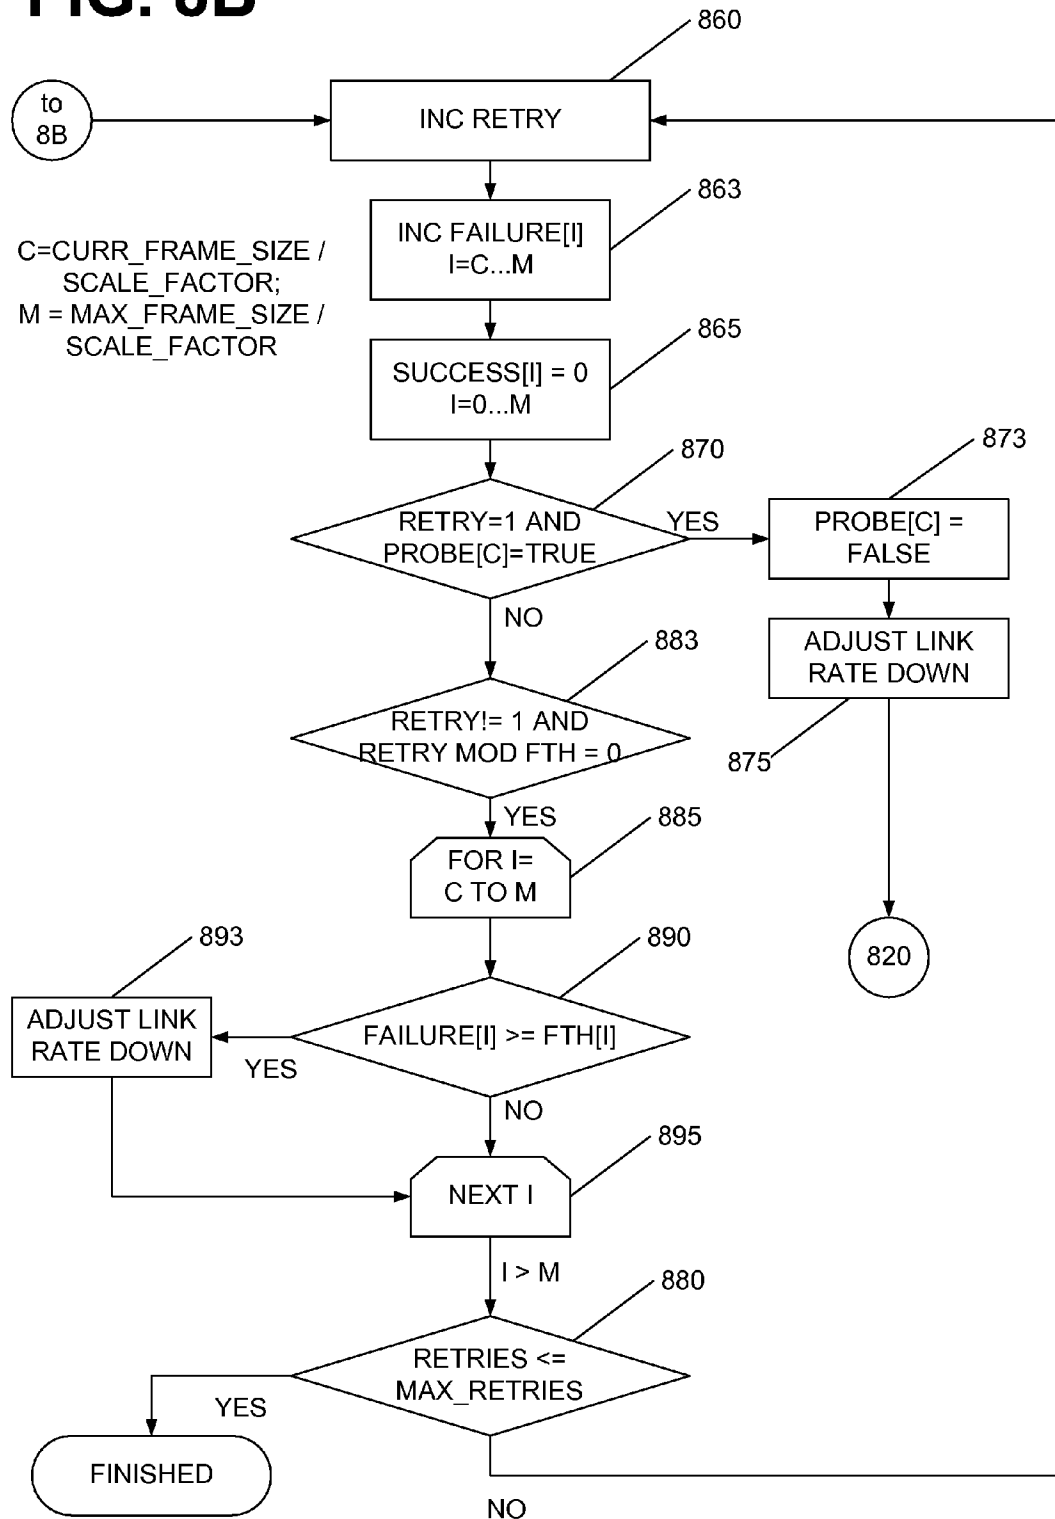 FIG. 8B
860
to
8B
INC RETRY
863
INC FAILURE[I]
I=C...M
C=CURR_FRAME_SIZE /
SCALE_FACTOR;
M = MAX_FRAME_SIZE /
SCALE_FACTOR
865
SUCCESS[I] = 0
I=0...M
870
873
RETRY=1 AND
PROBE[C]=TRUE
YES
PROBE[C] =
FALSE
NO
883
ADJUST LINK
RATE DOWN
RETRY!= 1 AND
RETRY MOD FTH = 0
875
YES
885
FOR I=
C TO M
893
890
820
ADJUST LINK
RATE DOWN
FAILURE[I] >= FTH[I]
YES
NO
895
NEXT I
I > M
880
RETRIES <=
MAX_RETRIES
YES
FINISHED
NO